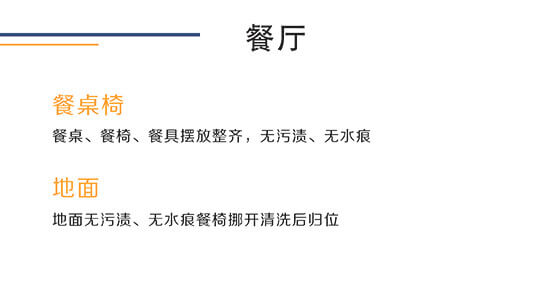 餐厅
餐桌椅
餐桌、餐椅、餐具摆放整齐，无污渍、无水痕
地面
地面无污渍、无水痕餐椅挪开清洗后归位